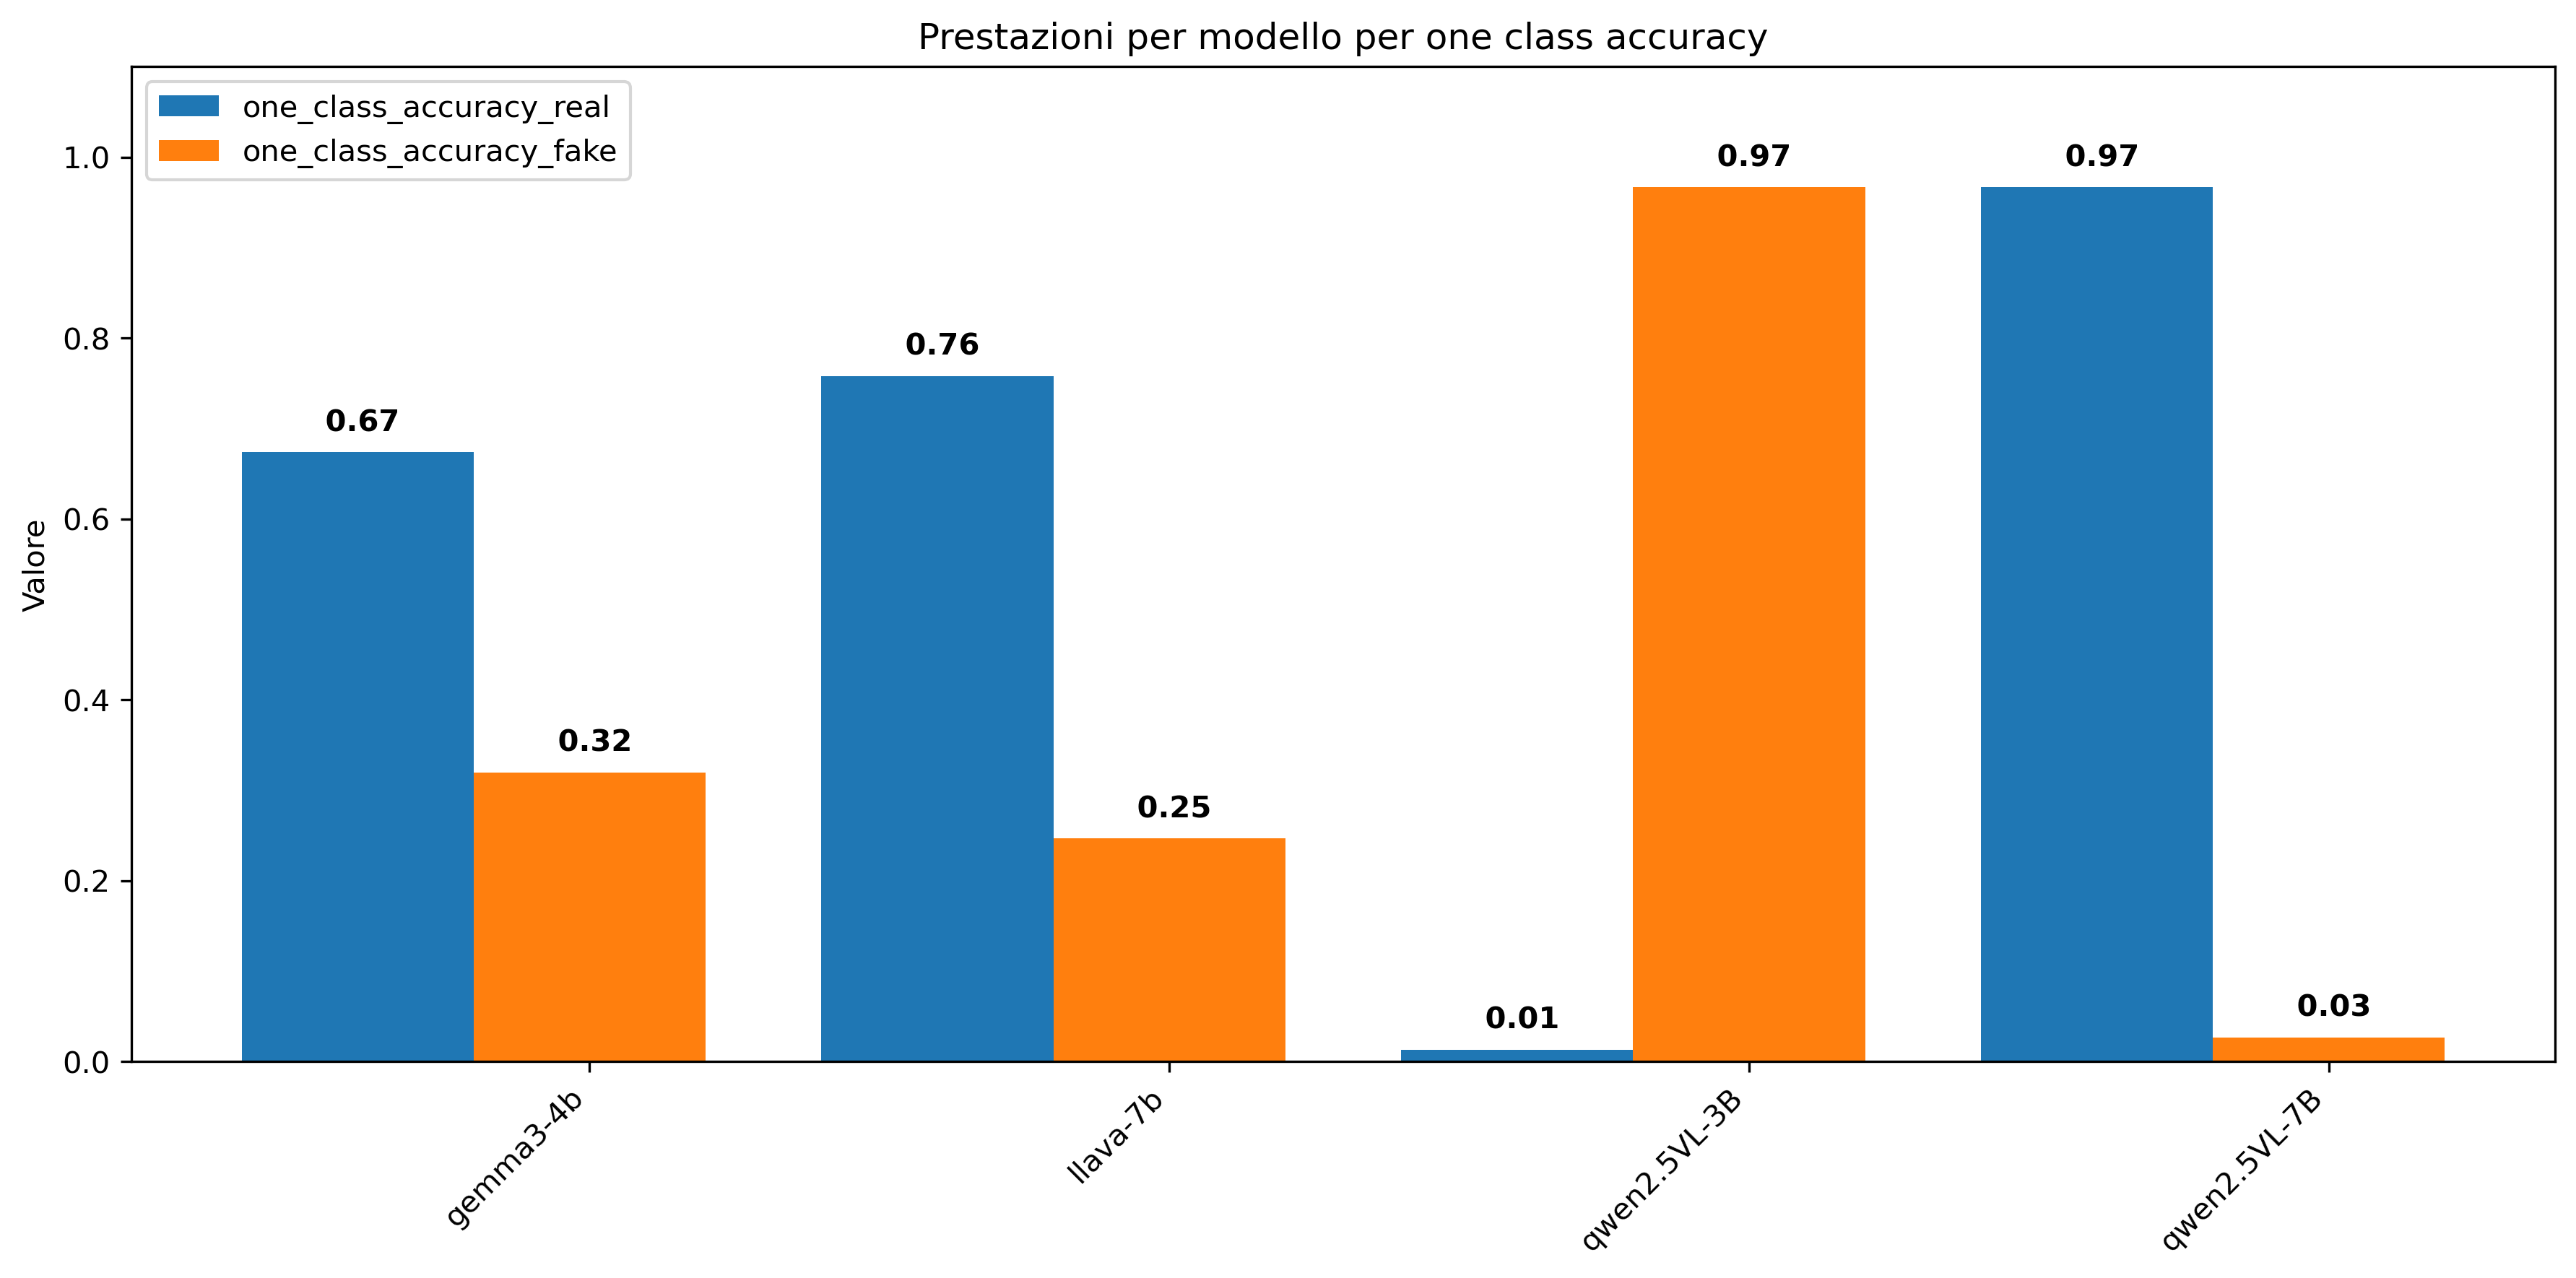 Prestazioni per modello per one class accuracy
one_class_accuracy_real
one_class_accuracy_fake
Valore
1.0
0.8
0.6
0.4
0.2
0.0
0.67
0.32
0.76
0.25
0.01
0.97
0.97
0.03
gemma3-4b
llava-7b
qwen2.5VL-3B
qwen2.5VL-7B